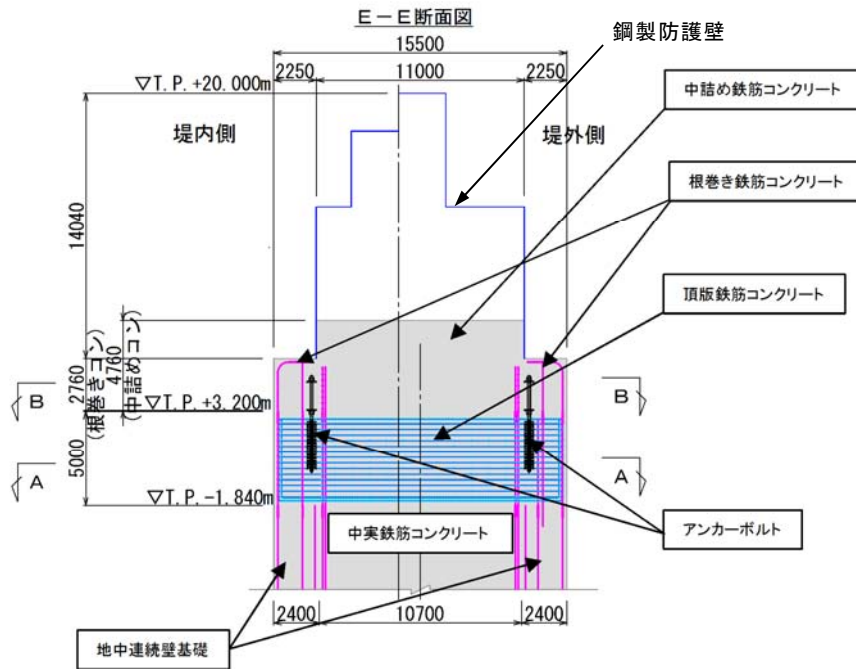 E－E断面図
15500
鋼製防護壁
2250
11000
2250
▽T.P.+20.000m
中詰め鉄筋コンクリート
堤内側
堤外側
根巻き鉄筋コンクリート
14040
頂版鉄筋コンクリート
4760
(中詰めコン)
2760
(根巻きコン)
B
B
▽T.P.+3.200m
5000
A
A
▽T.P.-1.840m
中実鉄筋コンクリート
アンカーボルト
2400
10700
2400
地中連続壁基礎